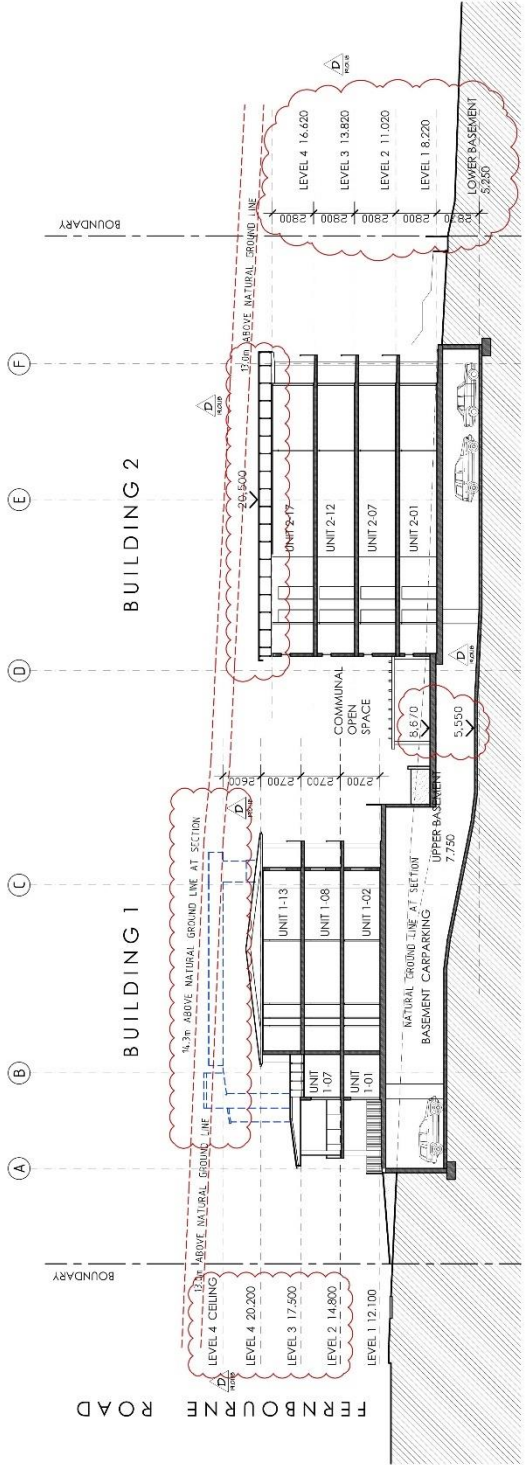 FERNBOURNE ROAD
BUILDING 1
BUILDING 2
A
B
C
D
E
F
BOUNDARY
BOUNDARY
13.0m ABOVE NATURAL GROUND LINE
14.3m ABOVE NATURAL GROUND LINE AT SECTION
13.0m ABOVE NATURAL GROUND LINE
LEVEL 4 CEILING
LEVEL 4 20.200
LEVEL 3 17.500
LEVEL 2 14.800
LEVEL 1 12.100
D
D
D
D
D
2600
2700
2700
2700
UNIT 1-13
UNIT 1-08
UNIT 1-02
UNIT
1-07
UNIT
1-01
COMMUNAL
OPEN
SPACE
8.670
5.550
UPPER BASEMENT
7.750
NATURAL GROUND LINE AT SECTION
BASEMENT CARPARKING
20.500
UNIT 2-17
UNIT 2-12
UNIT 2-07
UNIT 2-01
2800
2800
2800
2800
LEVEL 4 16.620
LEVEL 3 13.820
LEVEL 2 11.020
LEVEL 1 8.220
LOWER BASEMENT
5.250